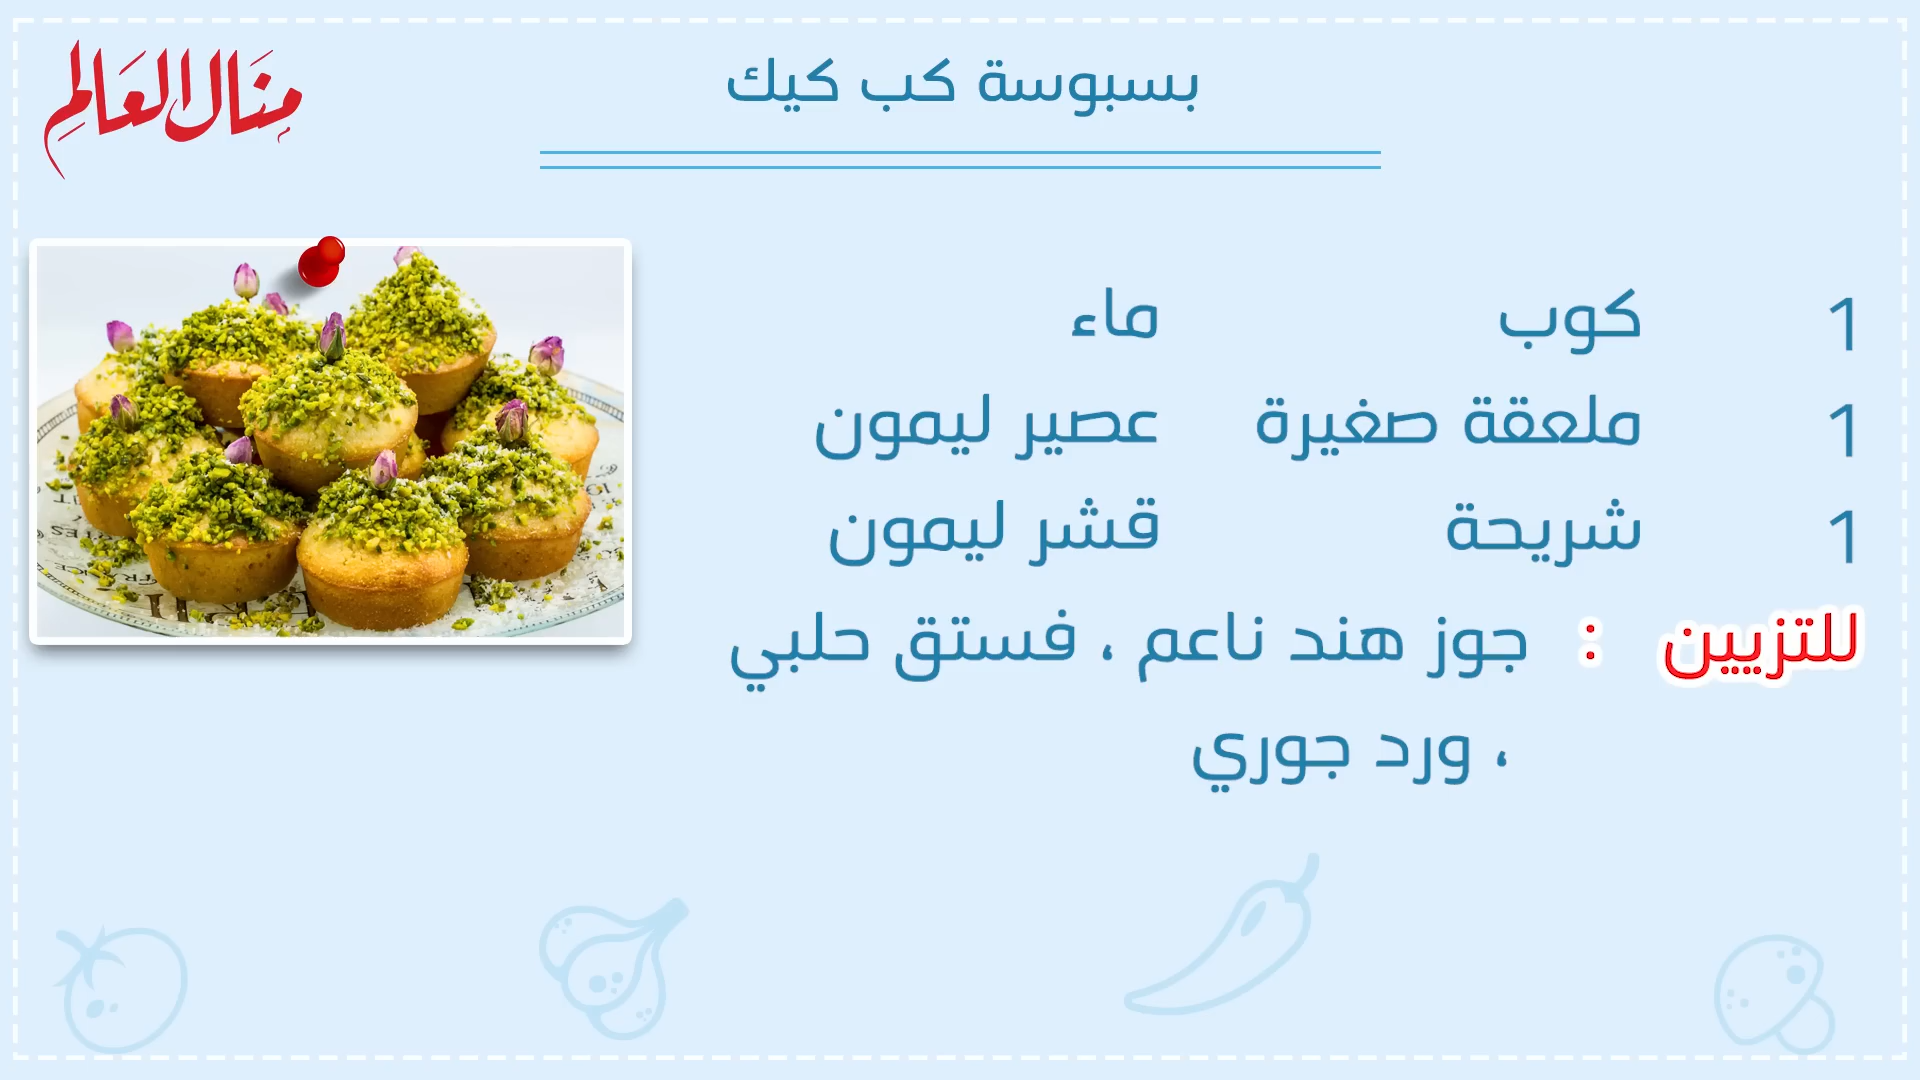 منال العالم
بسبوسة كب كيك
1 كوب ماء
1 ملعقة صغيرة عصير ليمون
1 شريحة قشر ليمون
للتزيين : جوز هند ناعم ، فستق حلبي
، ورد جوري